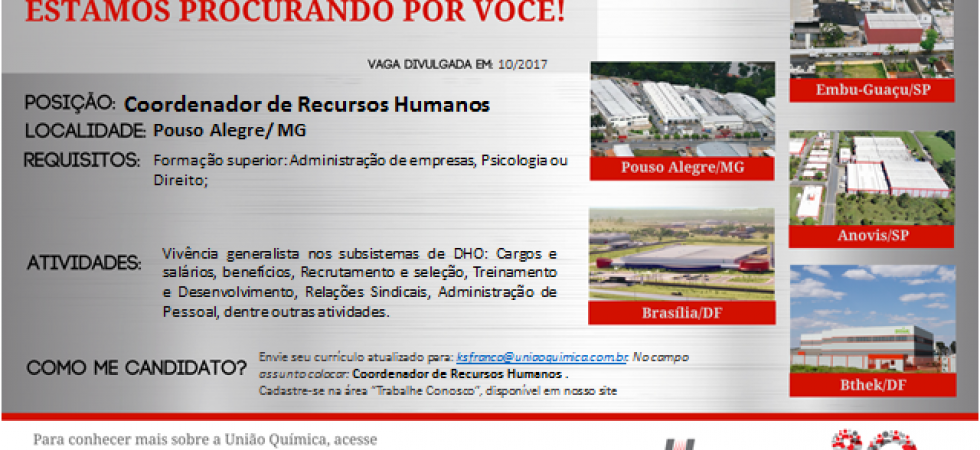 ESTAMOS PROCURANDO POR VOCÊ!
VAGA DIVULGADA EM: 10/2017
POSIÇÃO: Coordenador de Recursos Humanos
LOCALIDADE: Pouso Alegre/ MG
REQUISITOS: Formação superior: Administração de empresas, Psicologia ou
Direito;
ATIVIDADES: Vivência generalista nos subsistemas de DHO: Cargos e
salários, benefícios, Recrutamento e seleção, Treinamento
e Desenvolvimento, Relações Sindicais, Administração de
Pessoal, dentre outras atividades.
COMO ME CANDIDATO? Envie seu currículo atualizado para: ksfranco@uniaoquimica.com.br. No campo
assunto colocar: Coordenador de Recursos Humanos .
Cadastre-se na área “Trabalhe Conosco”, disponível em nosso site
Embu-Guaçu/SP
Pouso Alegre/MG
Anovis/SP
Brasília/DF
Bthek/DF
Para conhecer mais sobre a União Química, acesse